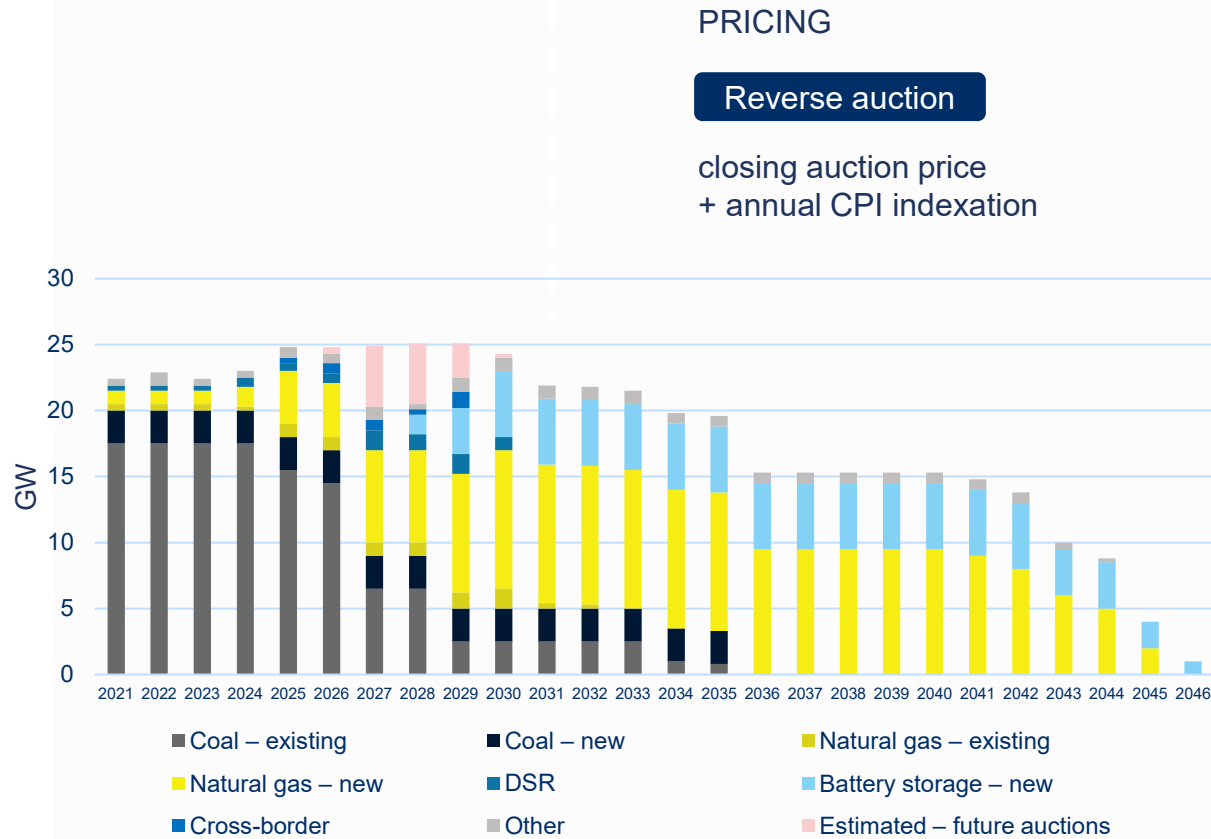 PRICING
Reverse auction
closing auction price
+ annual CPI indexation
GW
30
25
20
15
10
5
0
2021 2022 2023 2024 2025 2026 2027 2028 2029 2030 2031 2032 2033 2034 2035 2036 2037 2038 2039 2040 2041 2042 2043 2044 2045 2046
Coal – existing Coal – new Natural gas – existing
Natural gas – new DSR Battery storage – new
Cross-border Other Estimated – future auctions